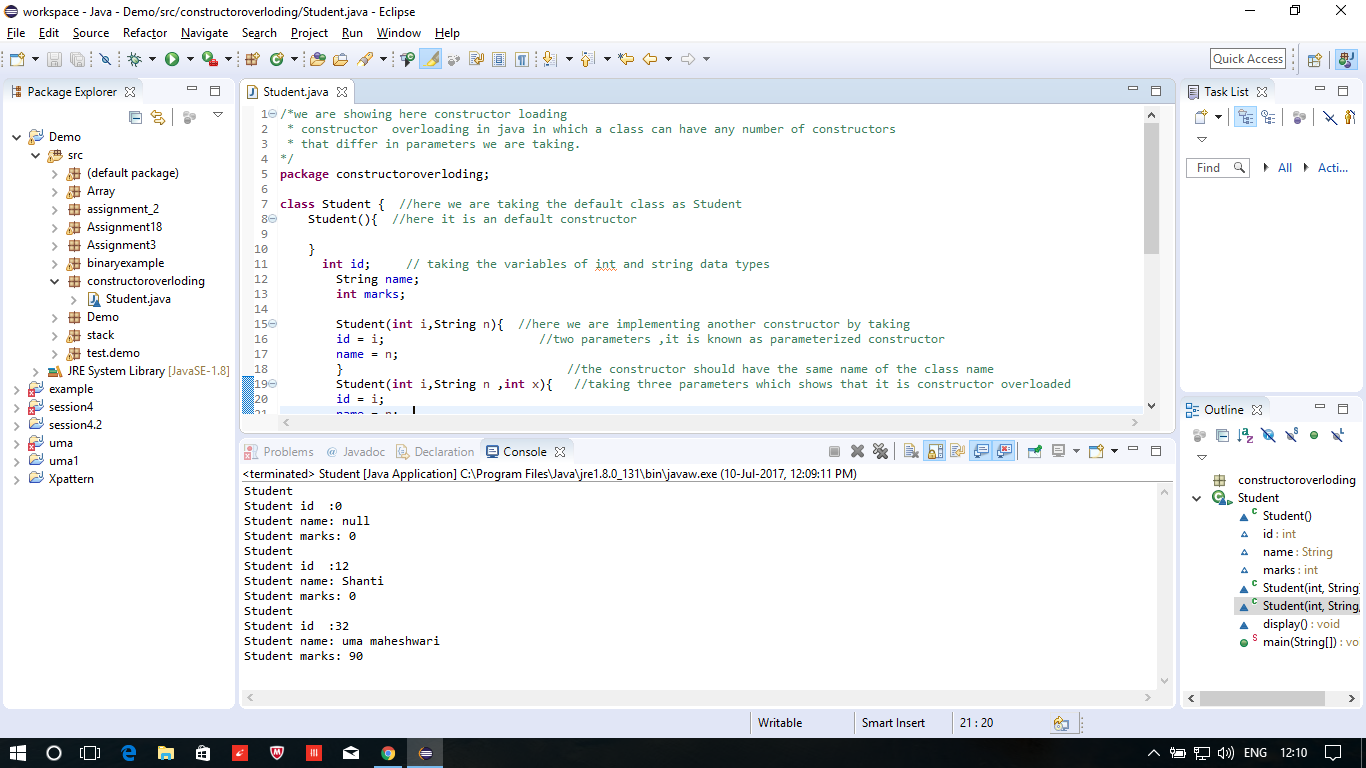 workspace - Java - Demo/src/constructoroverloding/Student.java - Eclipse
File Edit Source Refactor Navigate Search Project Run Window Help
Quick Access
Package Explorer
Demo
src
(default package)
Array
assignment_2
Assignment18
Assignment3
binaryexample
constructoroverloding
Student.java
Demo
stack
test.demo
JRE System Library [JavaSE-1.8]
example
session4
session4.2
uma
uma1
Xpattern
Student.java
1 /*we are showing here constructor loading
2 * constructor  overloading in java in which a class can have any number of constructors
3 * that differ in parameters we are taking.
4 */
5 package constructoroverloding;
6
7 class Student {  //here we are taking the default class as Student
8 Student(){  //here it is an default constructor
9
10 }
11 int id;     // taking the variables of int and string data types
12 String name;
13 int marks;
14
15 Student(int i,String n){  //here we are implementing another constructor by taking
16 id = i;                      //two parameters ,it is known as parameterized constructor
17 name = n;
18 }                    //the constructor should have the same name of the class name
19 Student(int i,String n ,int x){   //taking three parameters which shows that it is constructor overloaded
20 id = i;
21 name = n;
Problems @ Javadoc Declaration Console
<terminated> Student [Java Application] C:\Program Files\Java\jre1.8.0_131\bin\javaw.exe (10-Jul-2017, 12:09:11 PM)
Student
Student id  :0
Student name: null
Student marks: 0
Student
Student id  :12
Student name: Shanti
Student marks: 0
Student
Student id  :32
Student name: uma maheshwari
Student marks: 90
Task List
Find All Acti...
Outline
constructoroverloding
Student
Student()
id : int
name : String
marks : int
Student(int, String
Student(int, String,
display() : void
main(String[]) : vo
Writable Smart Insert 21 : 20
ENG 12:10